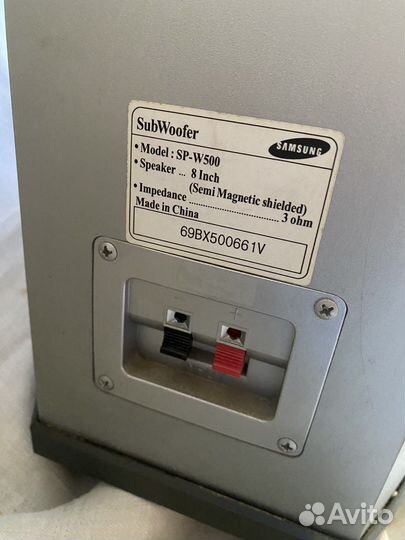 SubWoofer
SAMSUNG
• Model : SP-W500
• Speaker ... 8 Inch
(Semi Magnetic shielded)
• Impedance ........................... 3 ohm
Made in China
69BX500661V
- +
Avito